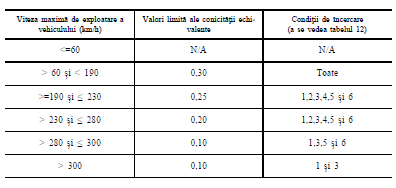 Viteza maximă de exploatare a vehiculului (km/h) Valori limită ale conicității echi-valente Condiții de încercare (a se vedea tabelul 12)
<=60 N/A N/A
> 60 şi < 190 0,30 Toate
>=190 şi ≤ 230 0,25 1,2,3,4,5 şi 6
> 230 şi ≤ 280 0,20 1,2,3,4,5 şi 6
> 280 şi ≤ 300 0,10 1,3,5 şi 6
> 300 0,10 1 şi 3